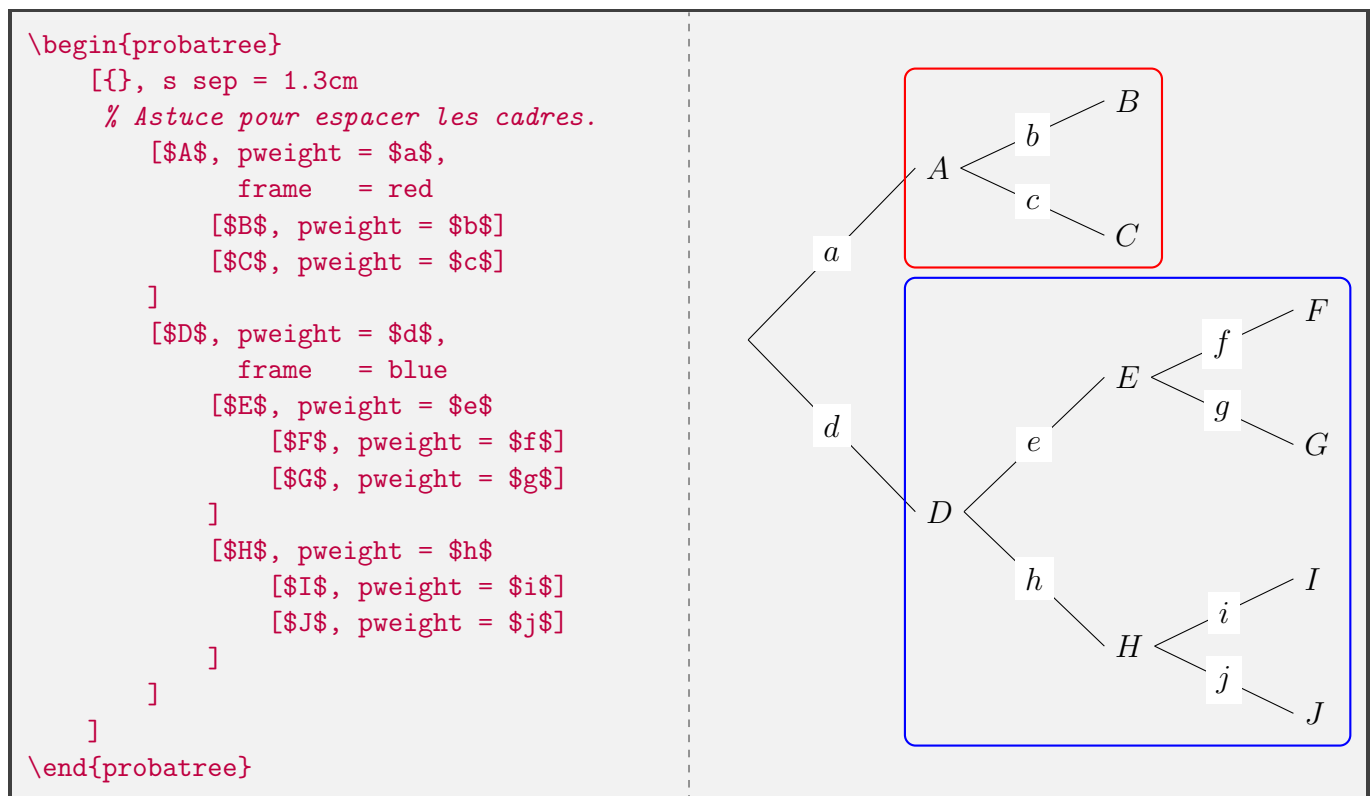 \begin{probatree}
    [{}, s sep = 1.3cm
     % Astuce pour espacer les cadres.
        [$A$, pweight = $a$,
              frame   = red
            [$B$, pweight = $b$]
            [$C$, pweight = $c$]
        ]
        [$D$, pweight = $d$,
              frame   = blue
            [$E$, pweight = $e$
                [$F$, pweight = $f$]
                [$G$, pweight = $g$]
            ]
            [$H$, pweight = $h$
                [$I$, pweight = $i$]
                [$J$, pweight = $j$]
            ]
        ]
    ]
\end{probatree}
B
b
A
c
C
a
F
f
E
g
G
d
e
D
h
I
i
H
j
J